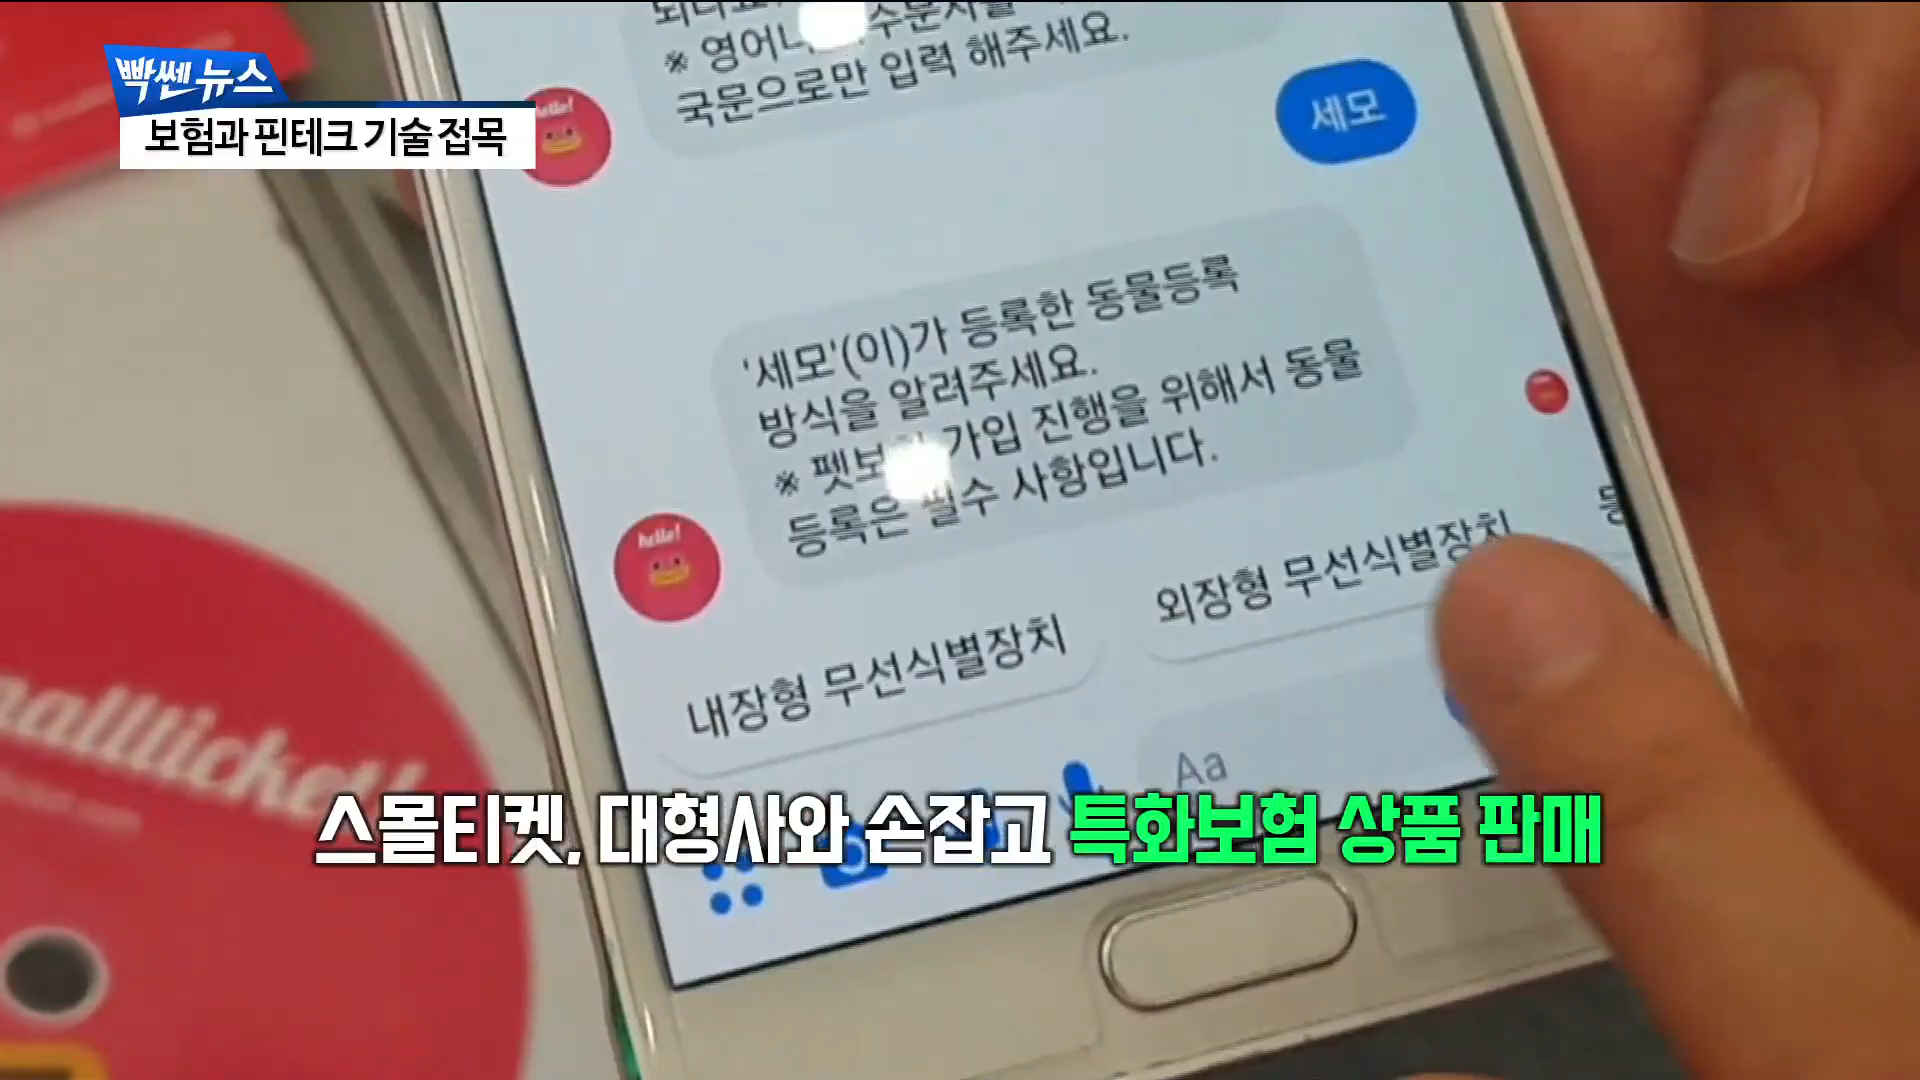 빡쎈뉴스
보험과 핀테크 기술 접목
※ 영어나
국문으로만 입력 해주세요.
hello!
세모
'세모'(이)가 등록한 동물등록
방식을 알려주세요.
※ 가입 진행을 위해서 동물
등록은 필수 사항입니다.
hello!
내장형 무선식별장치
외장형 무선식별장치
Aa
스몰티켓, 대형사와 손잡고 특화보험 상품 판매